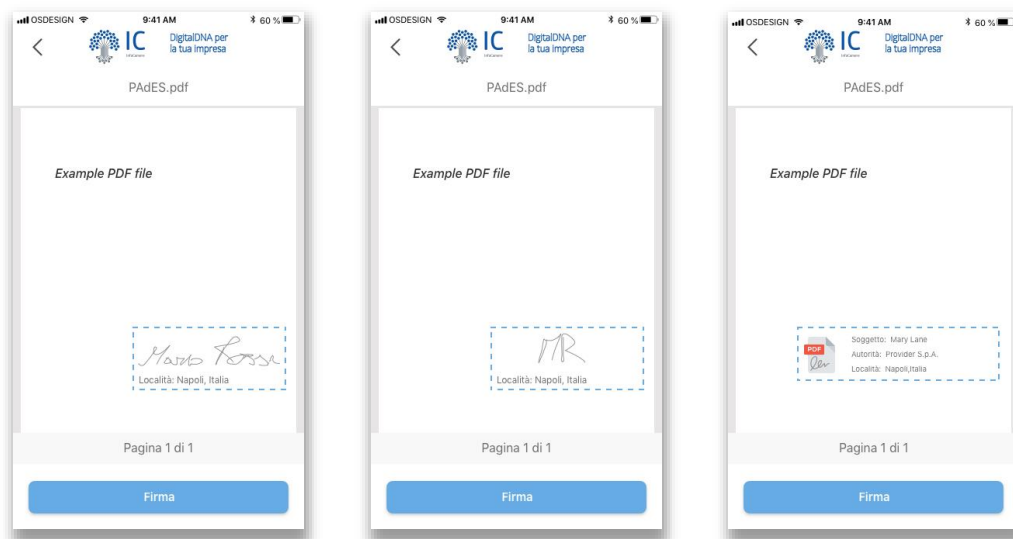 OSDESIGN 9:41 AM 60 %
IC DigitalDNA per
la tua impresa
PAdES.pdf
Example PDF file
Mario Rossi
Località: Napoli, Italia
Pagina 1 di 1
Firma
OSDESIGN 9:41 AM 60 %
IC DigitalDNA per
la tua impresa
PAdES.pdf
Example PDF file
MR
Località: Napoli, Italia
Pagina 1 di 1
Firma
OSDESIGN 9:41 AM 60 %
IC DigitalDNA per
la tua impresa
PAdES.pdf
Example PDF file
PDF
Soggetto: Mary Lane
Autorità: Provider S.p.A.
Località: Napoli,Italia
Pagina 1 di 1
Firma